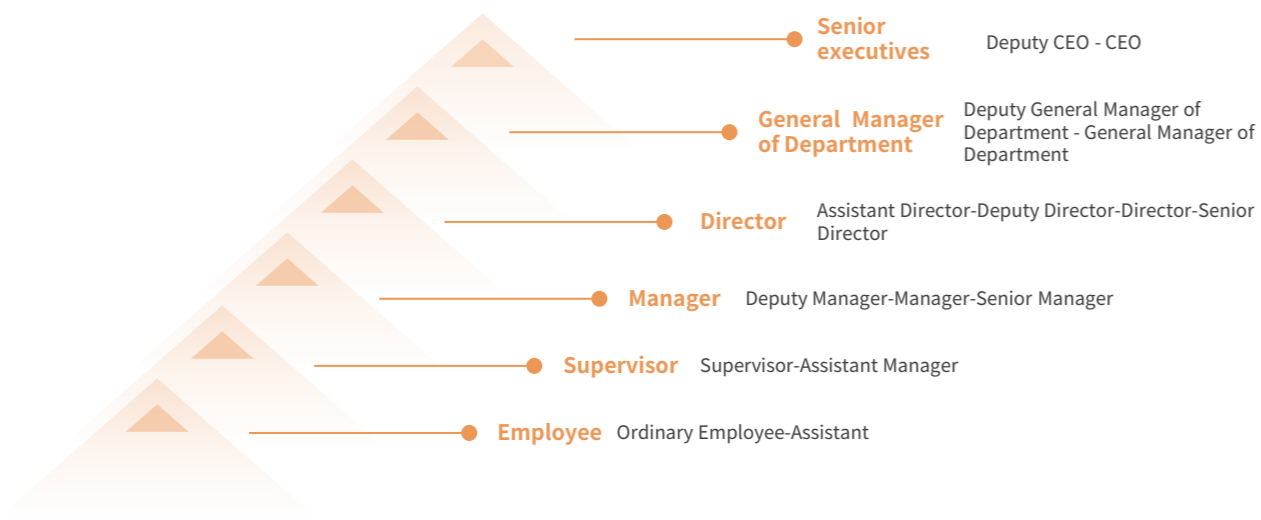 Senior
executives
Deputy CEO - CEO
General Manager
of Department
Deputy General Manager of
Department - General Manager of
Department
Director
Assistant Director-Deputy Director-Director-Senior
Director
Manager
Deputy Manager-Manager-Senior Manager
Supervisor
Supervisor-Assistant Manager
Employee
Ordinary Employee-Assistant